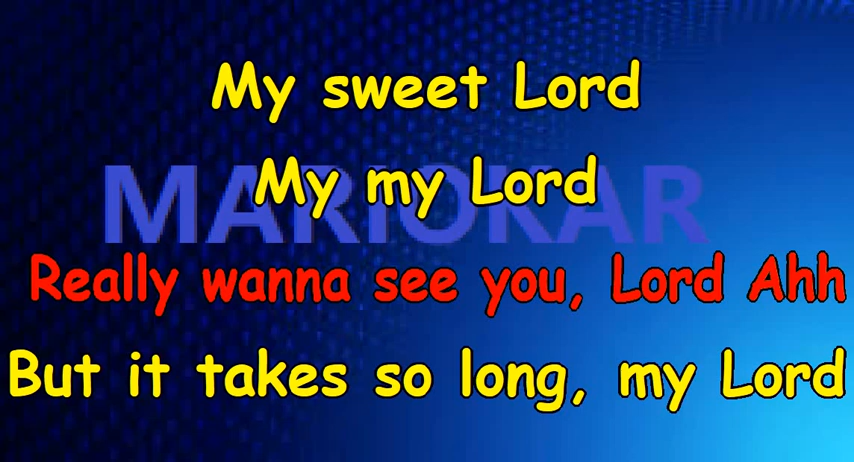 My sweet Lord
MARIOKAR
My my Lord
Really wanna see you, Lord Ahh
But it takes so long, my Lord